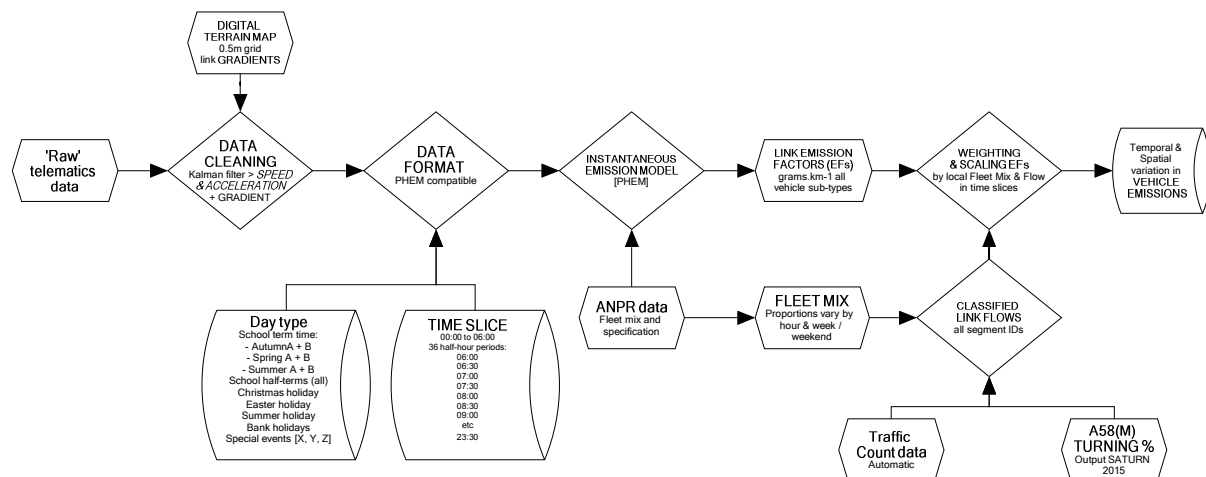 DIGITAL
TERRAIN MAP
0.5m grid
link GRADIENTS
'Raw'
telematics
data
DATA
CLEANING
Kalman filter > SPEED
& ACCELERATION
+ GRADIENT
DATA
FORMAT
PHEM compatible
INSTANTANEOUS
EMISSION MODEL
[PHEM]
LINK EMISSION
FACTORS (EFs)
grams.km-1 all
vehicle sub-types
WEIGHTING
& SCALING EFs
by local Fleet Mix & Flow
in time slices
Temporal &
Spatial
variation in
VEHICLE
EMISSIONS
Day type
School term time:
- AutumnA + B
- Spring A + B
- Summer A + B
School half-terms (all)
Christmas holiday
Easter holiday
Summer holiday
Bank holidays
Special events [X, Y, Z]
TIME SLICE
00:00 to 06:00
36 half-hour periods:
06:00
06:30
07:00
07:30
08:00
08:30
09:00
etc
23:30
ANPR data
Fleet mix and
specification
FLEET MIX
Proportions vary by
hour & week /
weekend
CLASSIFIED
LINK FLOWS
all segment IDs
Traffic
Count data
Automatic
A58(M)
TURNING %
Output SATURN
2015